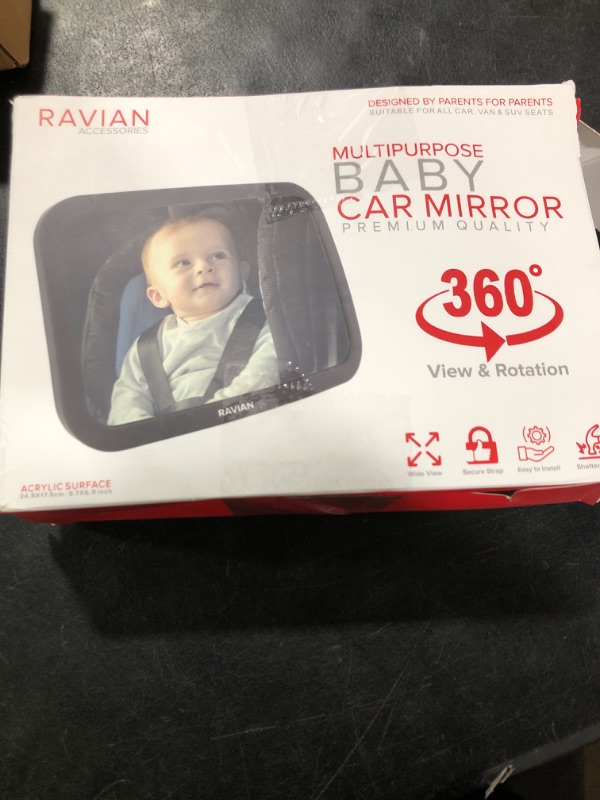 RAVIAN
ACCESSORIES
DESIGNED BY PARENTS FOR PARENTS
SUITABLE FOR ALL CAR, VAN & SUV SEATS
MULTIPURPOSE
BABY
CAR MIRROR
PREMIUM QUALITY
360°
View & Rotation
RAVIAN
Wide View
Secure Strap
Easy to Install
Shatter
ACRYLIC SURFACE